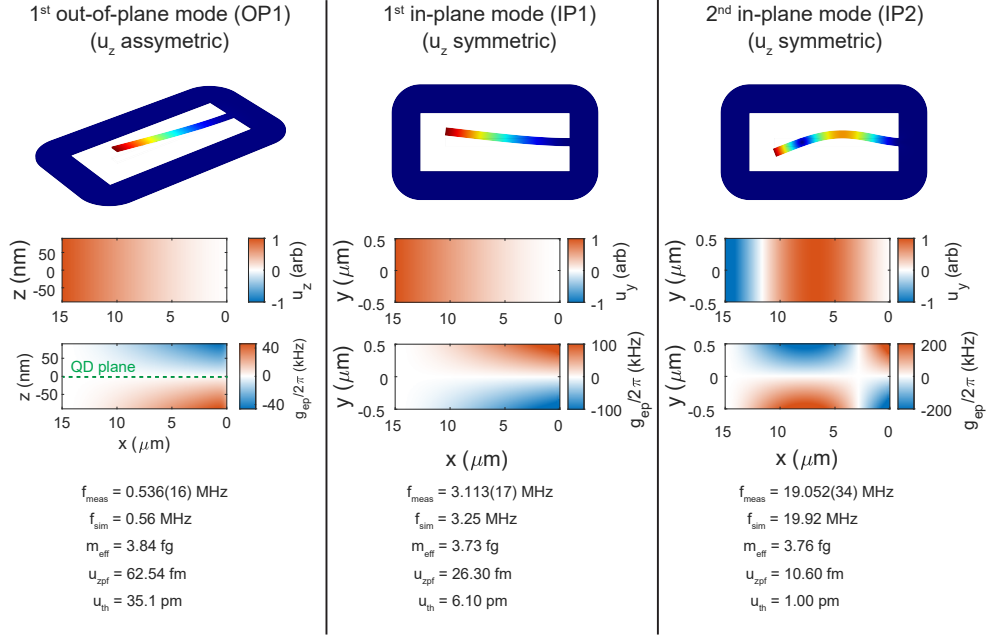 1st out-of-plane mode (OP1)
(uz assymetric)
90
50
0
-50
z (nm)
15 10 5 0
1
0
-1
uz (arb)
QD plane
50
0
-50
z (nm)
15 10 5 0
x (μm)
40
0
-40
gep/2π (kHz)
fmeas = 0.536(16) MHz
fsim = 0.56 MHz
meff = 3.84 fg
uzpf = 62.54 fm
uth = 35.1 pm
1st in-plane mode (IP1)
(uz symmetric)
0.5
0
-0.5
y (μm)
15 10 5 0
1
0
-1
uy (arb)
0.5
0
-0.5
y (μm)
15 10 5 0
x (μm)
100
0
-100
gep/2π (kHz)
fmeas = 3.113(17) MHz
fsim = 3.25 MHz
meff = 3.73 fg
uzpf = 26.30 fm
uth = 6.10 pm
2nd in-plane mode (IP2)
(uz symmetric)
0.5
0
-0.5
y (μm)
15 10 5 0
1
0
-1
uy (arb)
0.5
0
-0.5
y (μm)
15 10 5 0
x (μm)
200
0
-200
gep/2π (kHz)
fmeas = 19.052(34) MHz
fsim = 19.92 MHz
meff = 3.76 fg
uzpf = 10.60 fm
uth = 1.00 pm